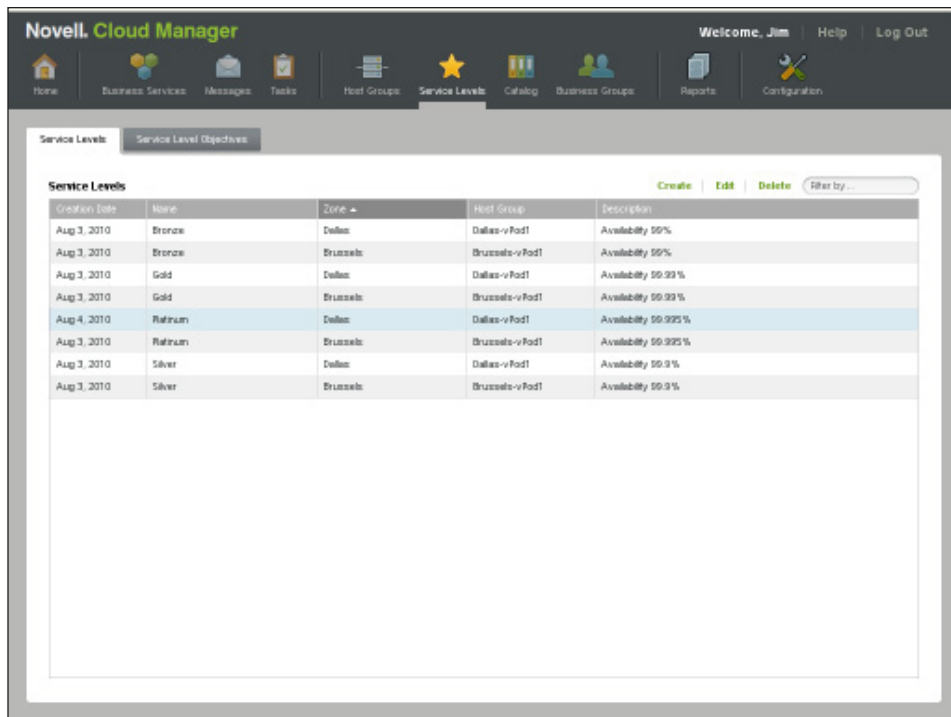 Novell. Cloud Manager
Welcome, Jim Help Log Out
Home Business Services Messages Tasks Host Groups Service Levels Catalog Business Groups Reports Configuration
Service Levels Service Level Objectives
Service Levels
Create Edit Delete Filter by ...
Creation Date Name Zone Host Group Description
Aug 3, 2010 Bronze Dallas Dallas-vPod1 Availability 99%
Aug 3, 2010 Bronze Brussels Brussels-vPod1 Availability 99%
Aug 3, 2010 Gold Dallas Dallas-vPod1 Availability 99.99%
Aug 3, 2010 Gold Brussels Brussels-vPod1 Availability 99.99%
Aug 4, 2010 Platinum Dallas Dallas-vPod1 Availability 99.995%
Aug 3, 2010 Platinum Brussels Brussels-vPod1 Availability 99.995%
Aug 3, 2010 Silver Dallas Dallas-vPod1 Availability 99.9%
Aug 3, 2010 Silver Brussels Brussels-vPod1 Availability 99.9%